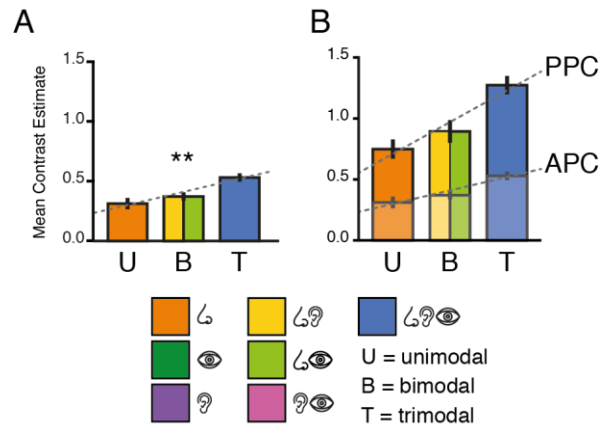 A
Mean Contrast Estimate
1.5
1.0
0.5
0.0
**
U B T
B
1.5
1.0
0.5
0.0
PPC
APC
U B T
U = unimodal
B = bimodal
T = trimodal